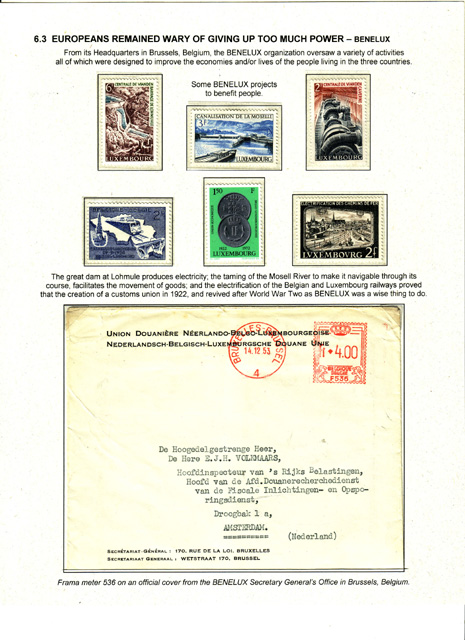 6.3 EUROPEANS REMAINED WARY OF GIVING UP TOO MUCH POWER – BENELUX
From its Headquarters in Brussels, Belgium, the BENELUX organization oversaw a variety of activities
all of which were designed to improve the economies and/or lives of the people living in the three countries.
Some BENELUX projects
to benefit people.
6F
CENTRALE DE VIANDEN
LUXEMBOURG
CANALISATION DE LA MOSELLE
3F
LUXEMBOURG
2F
CENTRALE DE VIANDEN
LUXEMBOURG
1,50 F
1922 1972
LUXEMBOURG
ELECTRIFICATION DES CHEMINS DE FER
LUXEMBOURG 2F
The great dam at Lohmule produces electricity; the taming of the Mosell River to make it navigable through its
course, facilitates the movement of goods; and the electrification of the Belgian and Luxembourg railways proved
that the creation of a customs union in 1922, and revived after World War Two as BENELUX was a wise thing to do.
UNION DOUANIÈRE NÉERLANDO-BELGO-LUXEMBOURGEOISE
NEDERLANDSCH-BELGISCH-LUXEMBURGSCHE DOUANE UNIE
BRUXELLES-BRUSSEL
14.12 53
4
4.00
BELGIQUE
BELGIË
F536
De Hoogedelgestrenge Heer,
De Here E.J.H. VOLKMAARS,
Hoofdinspecteur van 's Rijks Belastingen,
Hoofd van de Afd.Douanerecherchedienst
van de Fiscale Inlichtingen- en Opspo-
ringsdienst,
Droogbak 1 a,
AMSTERDAM.
==========
(Nederland)
SECRÉTARIAT-GÉNÉRAL : 170, RUE DE LA LOI, BRUXELLES
SECRETARIAAT GENERAAL : WETSTRAAT 170, BRUSSEL
Frama meter 536 on an official cover from the BENELUX Secretary General's Office in Brussels, Belgium.